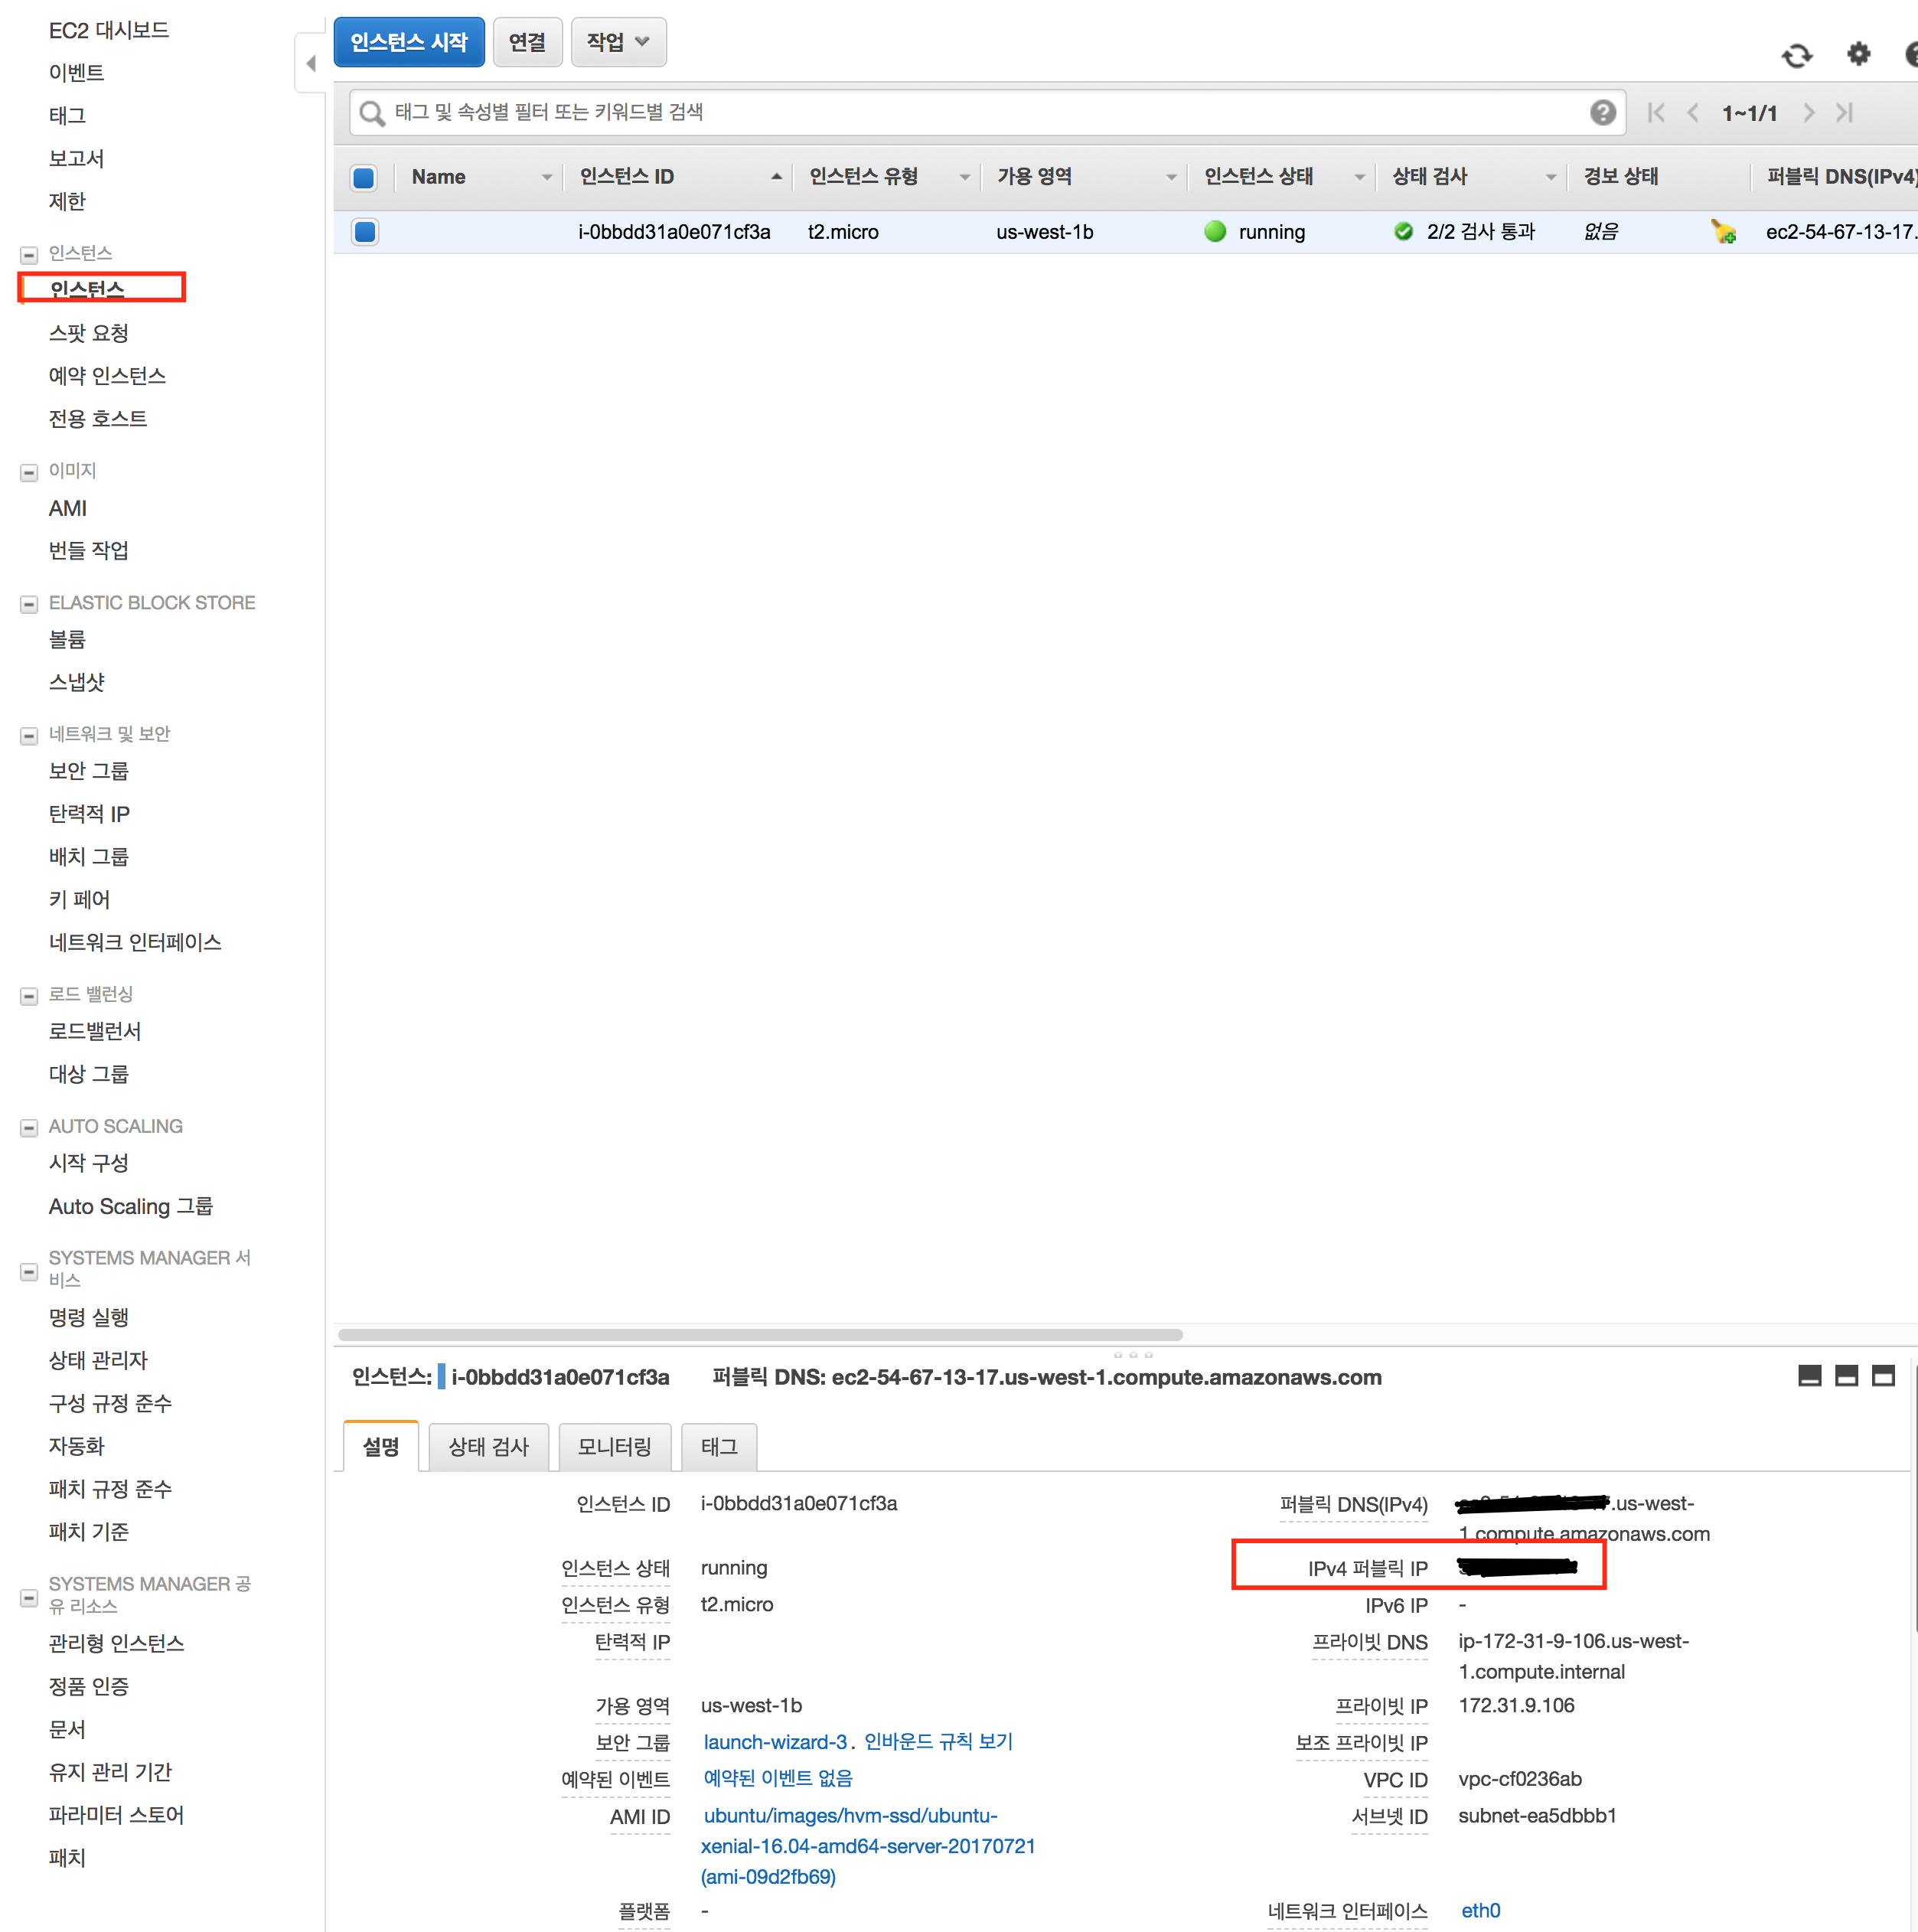 EC2 대시보드
이벤트
태그
보고서
제한
인스턴스
인스턴스
스팟 요청
예약 인스턴스
전용 호스트
이미지
AMI
번들 작업
ELASTIC BLOCK STORE
볼륨
스냅샷
네트워크 및 보안
보안 그룹
탄력적 IP
배치 그룹
키 페어
네트워크 인터페이스
로드 밸런싱
로드밸런서
대상 그룹
AUTO SCALING
시작 구성
Auto Scaling 그룹
SYSTEMS MANAGER 서
비스
명령 실행
상태 관리자
구성 규정 준수
자동화
패치 규정 준수
패치 기준
SYSTEMS MANAGER 공
유 리소스
관리형 인스턴스
정품 인증
문서
유지 관리 기간
파라미터 스토어
패치
인스턴스 시작 연결 작업
태그 및 속성별 필터 또는 키워드별 검색 1~1/1
Name 인스턴스 ID 인스턴스 유형 가용 영역 인스턴스 상태 상태 검사 경보 상태 퍼블릭 DNS(IPv4)
i-0bbdd31a0e071cf3a t2.micro us-west-1b running 2/2 검사 통과 없음 ec2-54-67-13-17.
인스턴스: i-0bbdd31a0e071cf3a 퍼블릭 DNS: ec2-54-67-13-17.us-west-1.compute.amazonaws.com
설명 상태 검사 모니터링 태그
인스턴스 ID i-0bbdd31a0e071cf3a
인스턴스 상태 running
인스턴스 유형 t2.micro
탄력적 IP
가용 영역 us-west-1b
보안 그룹 launch-wizard-3. 인바운드 규칙 보기
예약된 이벤트 예약된 이벤트 없음
AMI ID ubuntu/images/hvm-ssd/ubuntu-
xenial-16.04-amd64-server-20170721
(ami-09d2fb69)
플랫폼 -
퍼블릭 DNS(IPv4) .us-west-
1.compute.amazonaws.com
IPv4 퍼블릭 IP
IPv6 IP -
프라이빗 DNS ip-172-31-9-106.us-west-
1.compute.internal
프라이빗 IP 172.31.9.106
보조 프라이빗 IP
VPC ID vpc-cf0236ab
서브넷 ID subnet-ea5dbbb1
네트워크 인터페이스 eth0